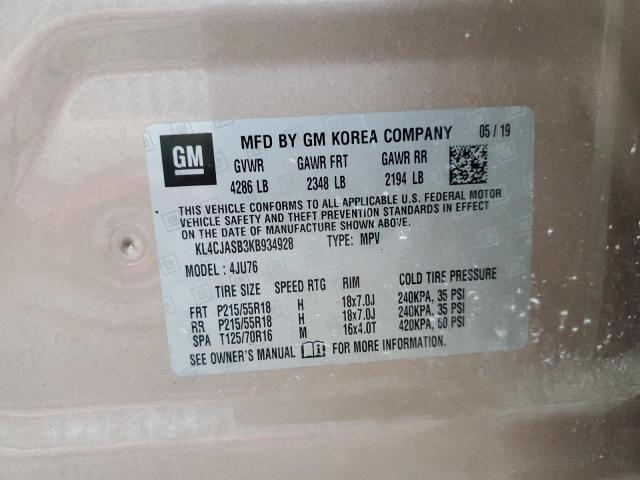 GM
MFD BY GM KOREA COMPANY 05/19
GVWR GAWR FRT GAWR RR
4286 LB 2348 LB 2194 LB
THIS VEHICLE CONFORMS TO ALL APPLICABLE U.S. FEDERAL MOTOR
VEHICLE SAFETY AND THEFT PREVENTION STANDARDS IN EFFECT
ON THE DATE OF MANUFACTURE SHOWN ABOVE.
KL4CJASB3KB934928 TYPE: MPV
MODEL: 4JU76
TIRE SIZE SPEED RTG RIM COLD TIRE PRESSURE
FRT P215/55R18 H 18x7.0J 240KPA, 35 PSI
RR P215/55R18 H 18x7.0J 240KPA, 35 PSI
SPA T125/70R16 M 16x4.0T 420KPA, 60 PSI
SEE OWNER'S MANUAL FOR MORE INFORMATION.